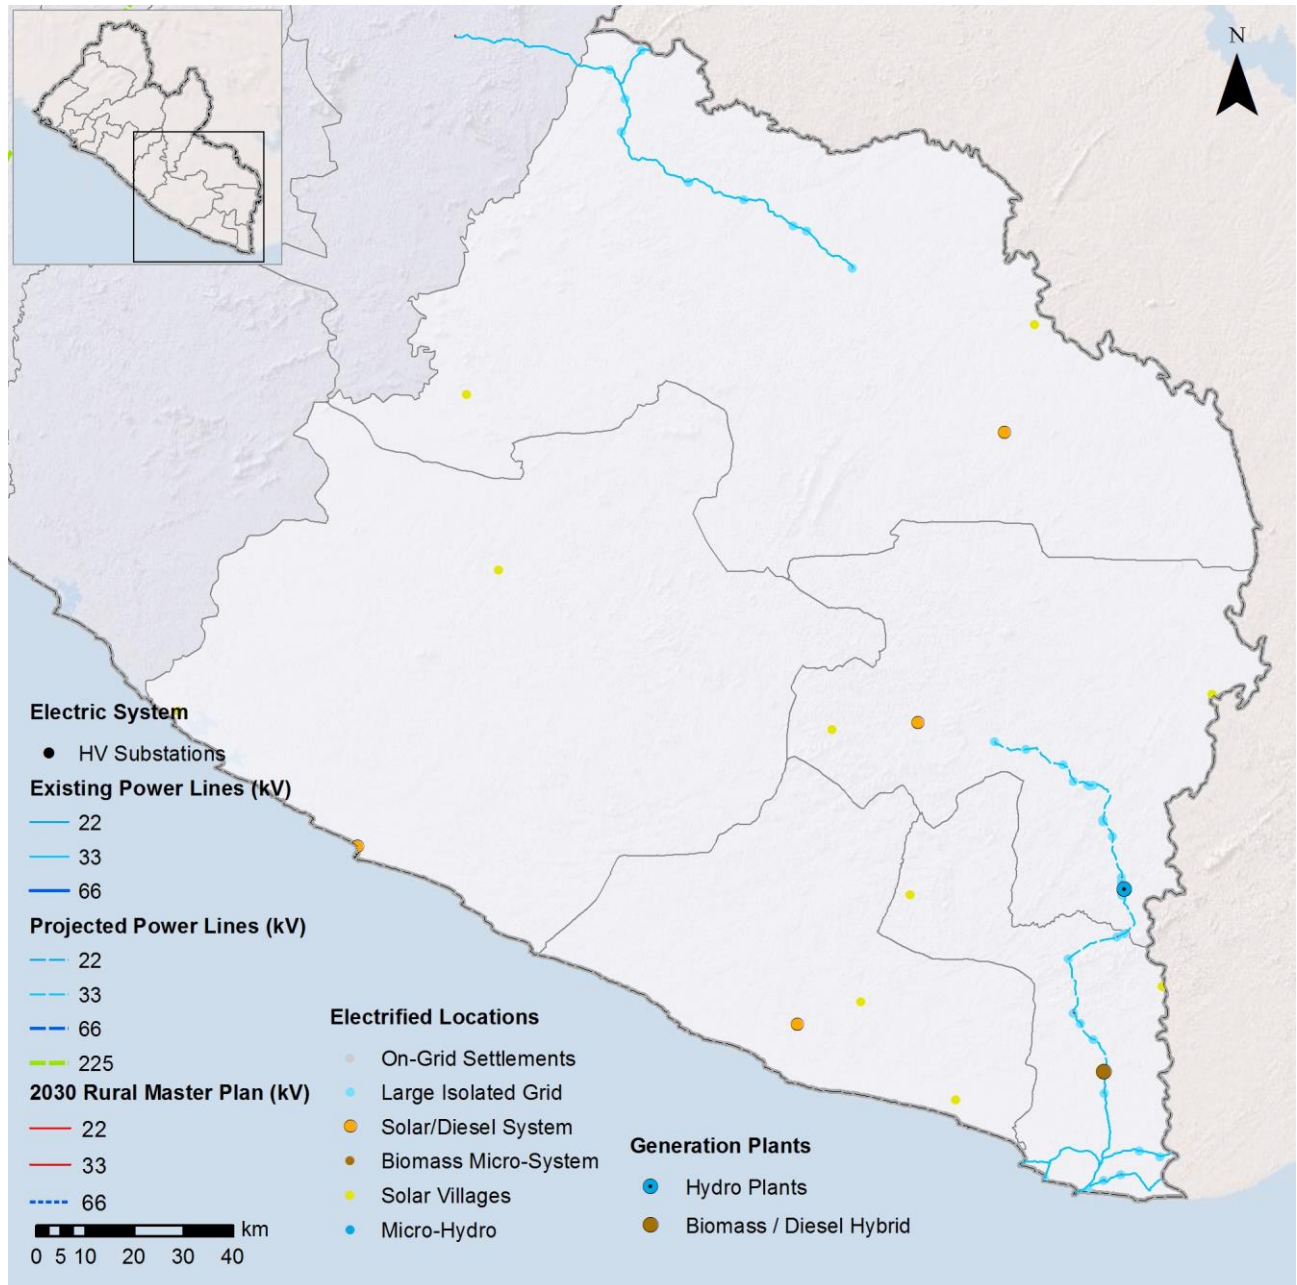 N
Electric System
HV Substations
Existing Power Lines (kV)
22
33
66
Projected Power Lines (kV)
22
33
66
225
2030 Rural Master Plan (kV)
22
33
66
km
0 5 10 20 30 40
Electrified Locations
On-Grid Settlements
Large Isolated Grid
Solar/Diesel System
Biomass Micro-System
Solar Villages
Micro-Hydro
Generation Plants
Hydro Plants
Biomass / Diesel Hybrid